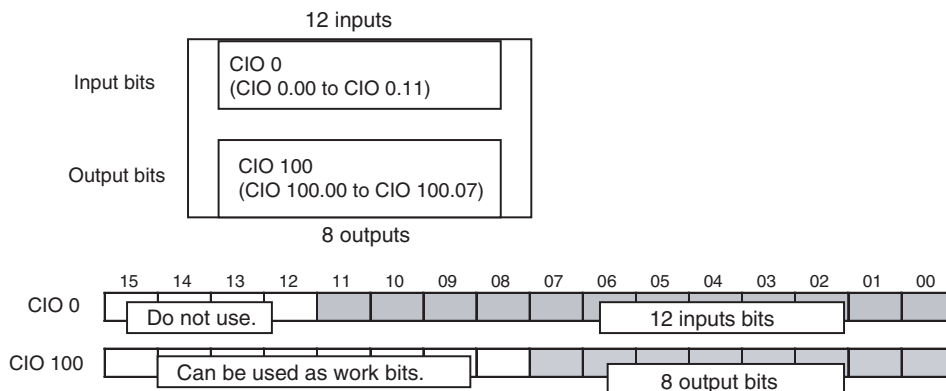 12 inputs
Input bits
CIO 0
(CIO 0.00 to CIO 0.11)
Output bits
CIO 100
(CIO 100.00 to CIO 100.07)
8 outputs
15 14 13 12 11 10 09 08 07 06 05 04 03 02 01 00
CIO 0 Do not use. 12 inputs bits
CIO 100 Can be used as work bits. 8 output bits